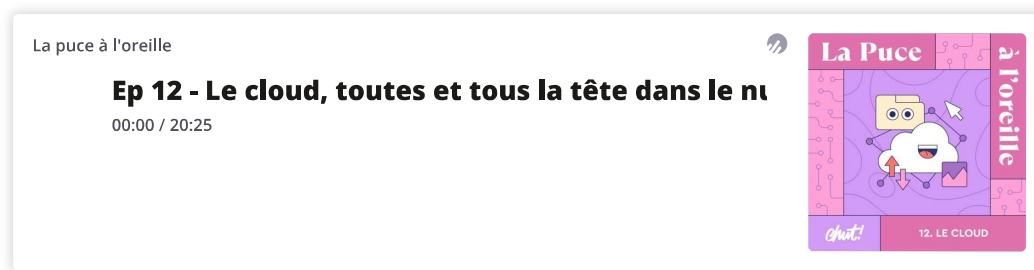 La puce à l'oreille
Ep 12 - Le cloud, toutes et tous la tête dans le
00:00 / 20:25
La Puce
à l'oreille
Chut!
12. LE CLOUD